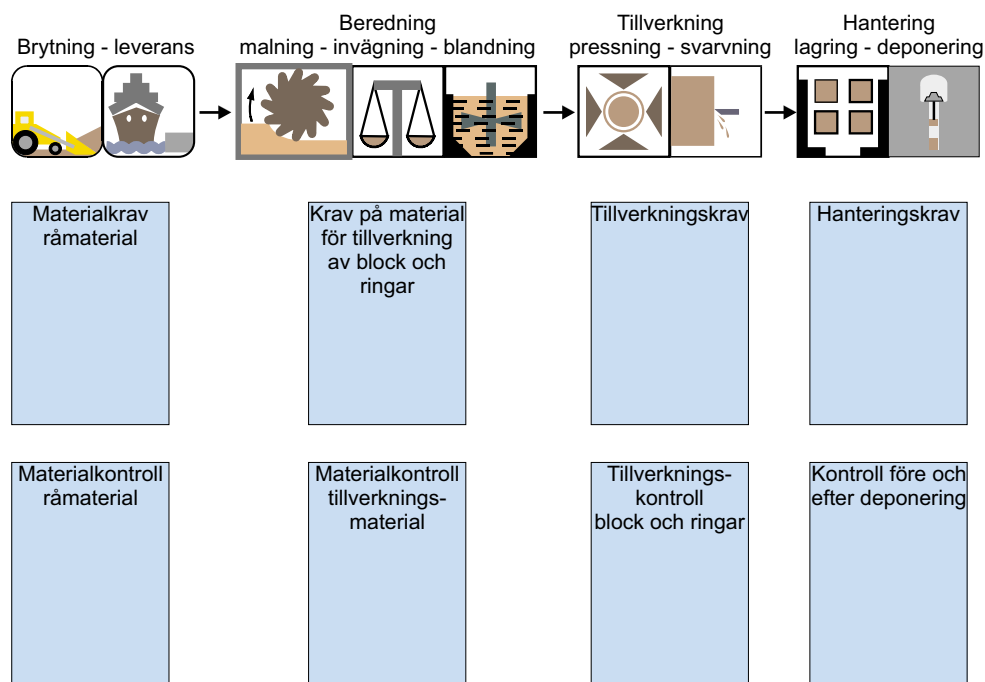 Brytning - leverans
Beredning
malning - invägning - blandning
Tillverkning
pressning - svarvning
Hantering
lagring - deponering
Materialkrav
råmaterial
Krav på material
för tillverkning
av block och
ringar
Tillverkningskrav
Hanteringskrav
Materialkontroll
råmaterial
Materialkontroll
tillverknings-
material
Tillverknings-
kontroll
block och ringar
Kontroll före och
efter deponering